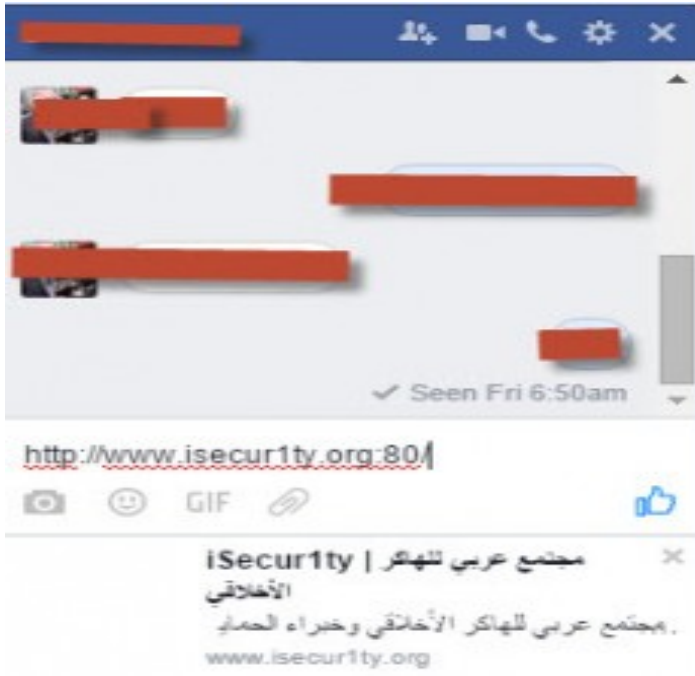 Seen Fri 6:50am
http://www.isecur1ty.org:80/
GIF
iSecur1ty | مجتمع عربي للهاكر
الأخلاقي
مجتمع عربي للهاكر الأخلاقي وخبراء الحماية.
www.isecur1ty.org